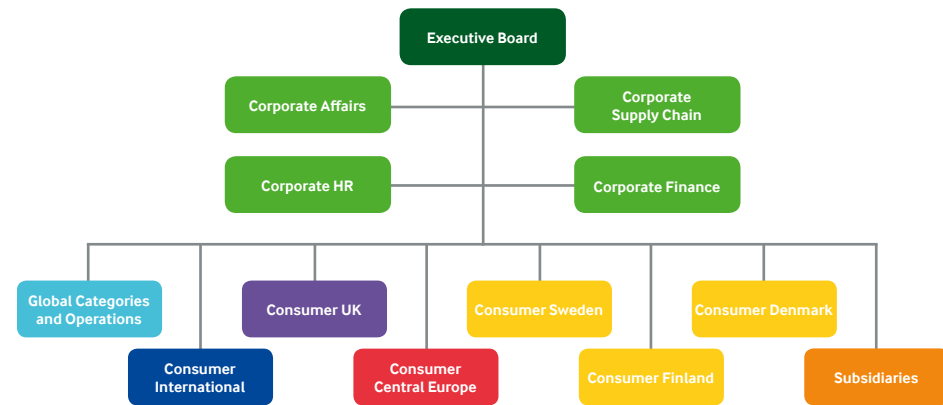 Executive Board
Corporate Affairs
Corporate
Supply Chain
Corporate HR
Corporate Finance
Global Categories
and Operations
Consumer UK
Consumer Sweden
Consumer Denmark
Consumer
International
Consumer
Central Europe
Consumer Finland
Subsidiaries